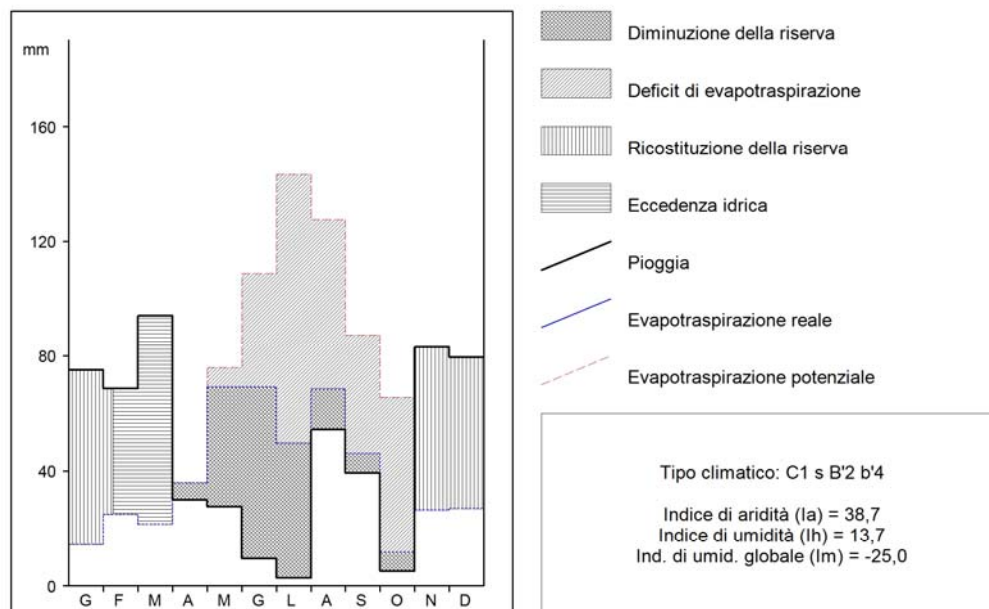 mm
160
120
80
40
0
G F M A M G L A S O N D
Diminuzione della riserva
Deficit di evapotraspirazione
Ricostituzione della riserva
Eccedenza idrica
Pioggia
Evapotraspirazione reale
Evapotraspirazione potenziale
Tipo climatico: C1 s B'2 b'4
Indice di aridità (Ia) = 38,7
Indice di umidità (Ih) = 13,7
Ind. di umid. globale (Im) = -25,0